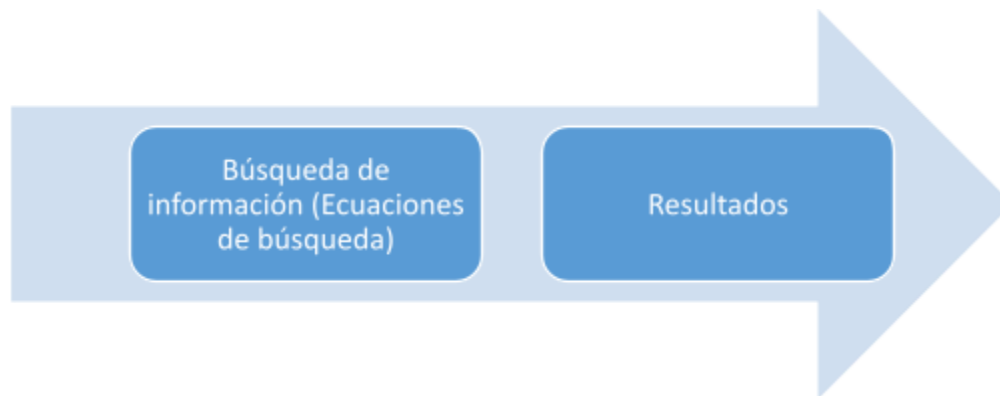 Búsqueda de
información (Ecuaciones
de búsqueda)
Resultados